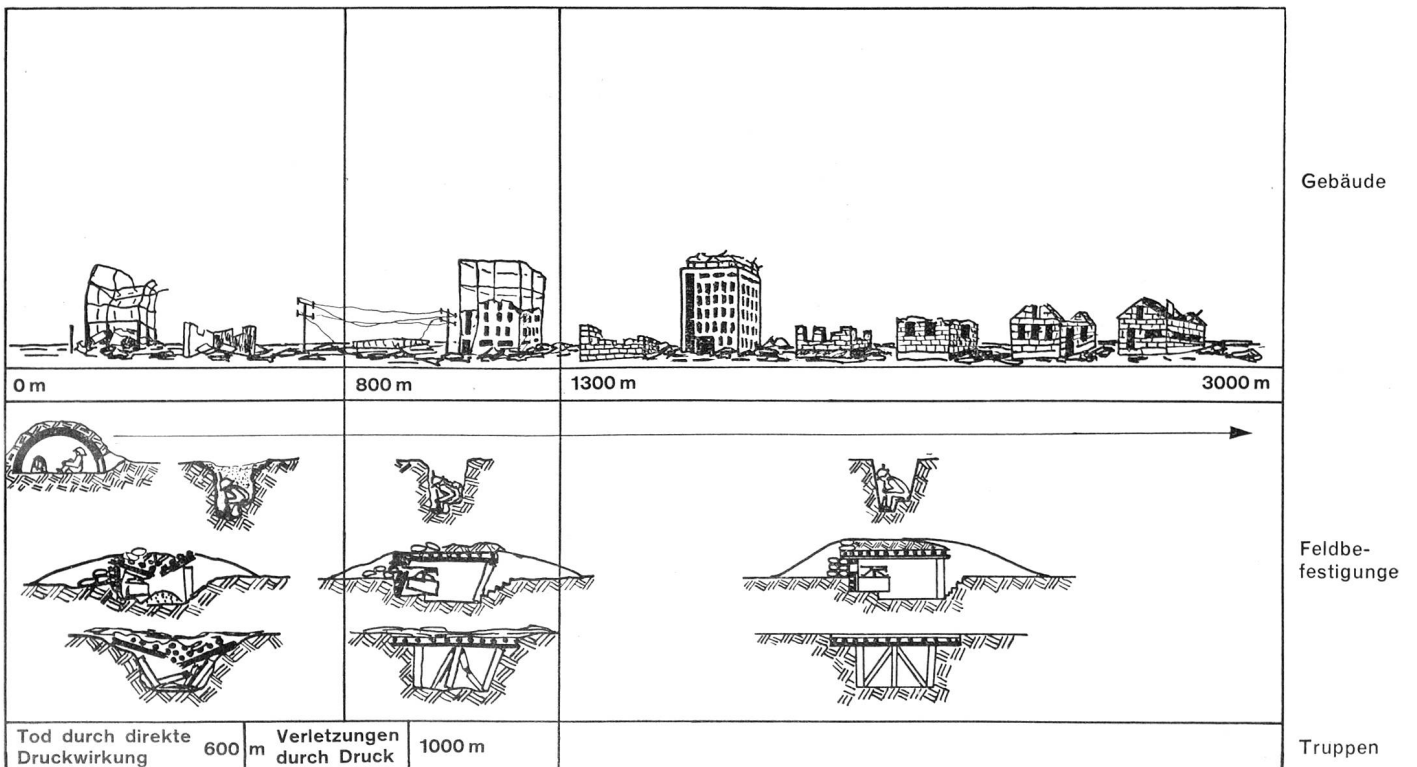 Gebäude
0 m
800 m
1300 m
3000 m
Feldbe-
festigunge
Tod durch direkte
Druckwirkung
600 m
Verletzungen
durch Druck
1000 m
Truppen